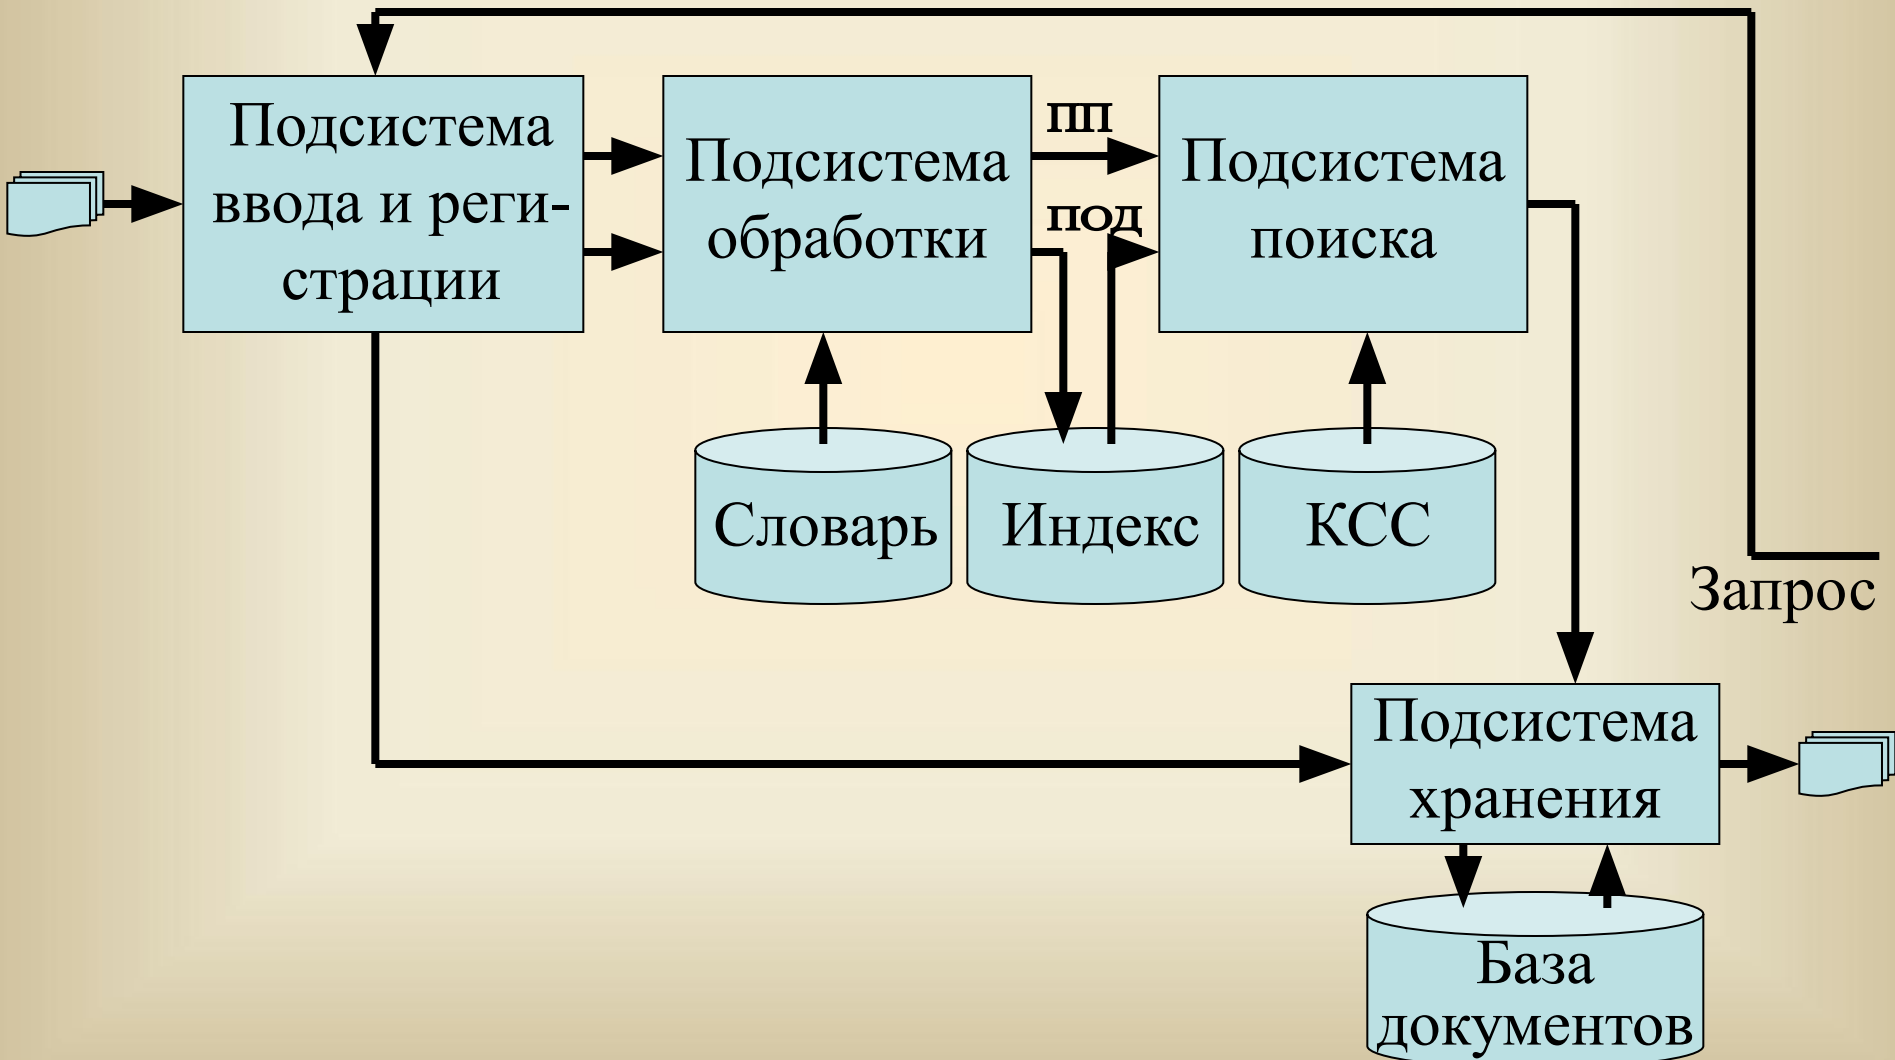 Подсистема
ввода и реги-
страции
Подсистема
обработки
пп
под
Подсистема
поиска
Словарь
Индекс
КСС
Запрос
Подсистема
хранения
База
документов